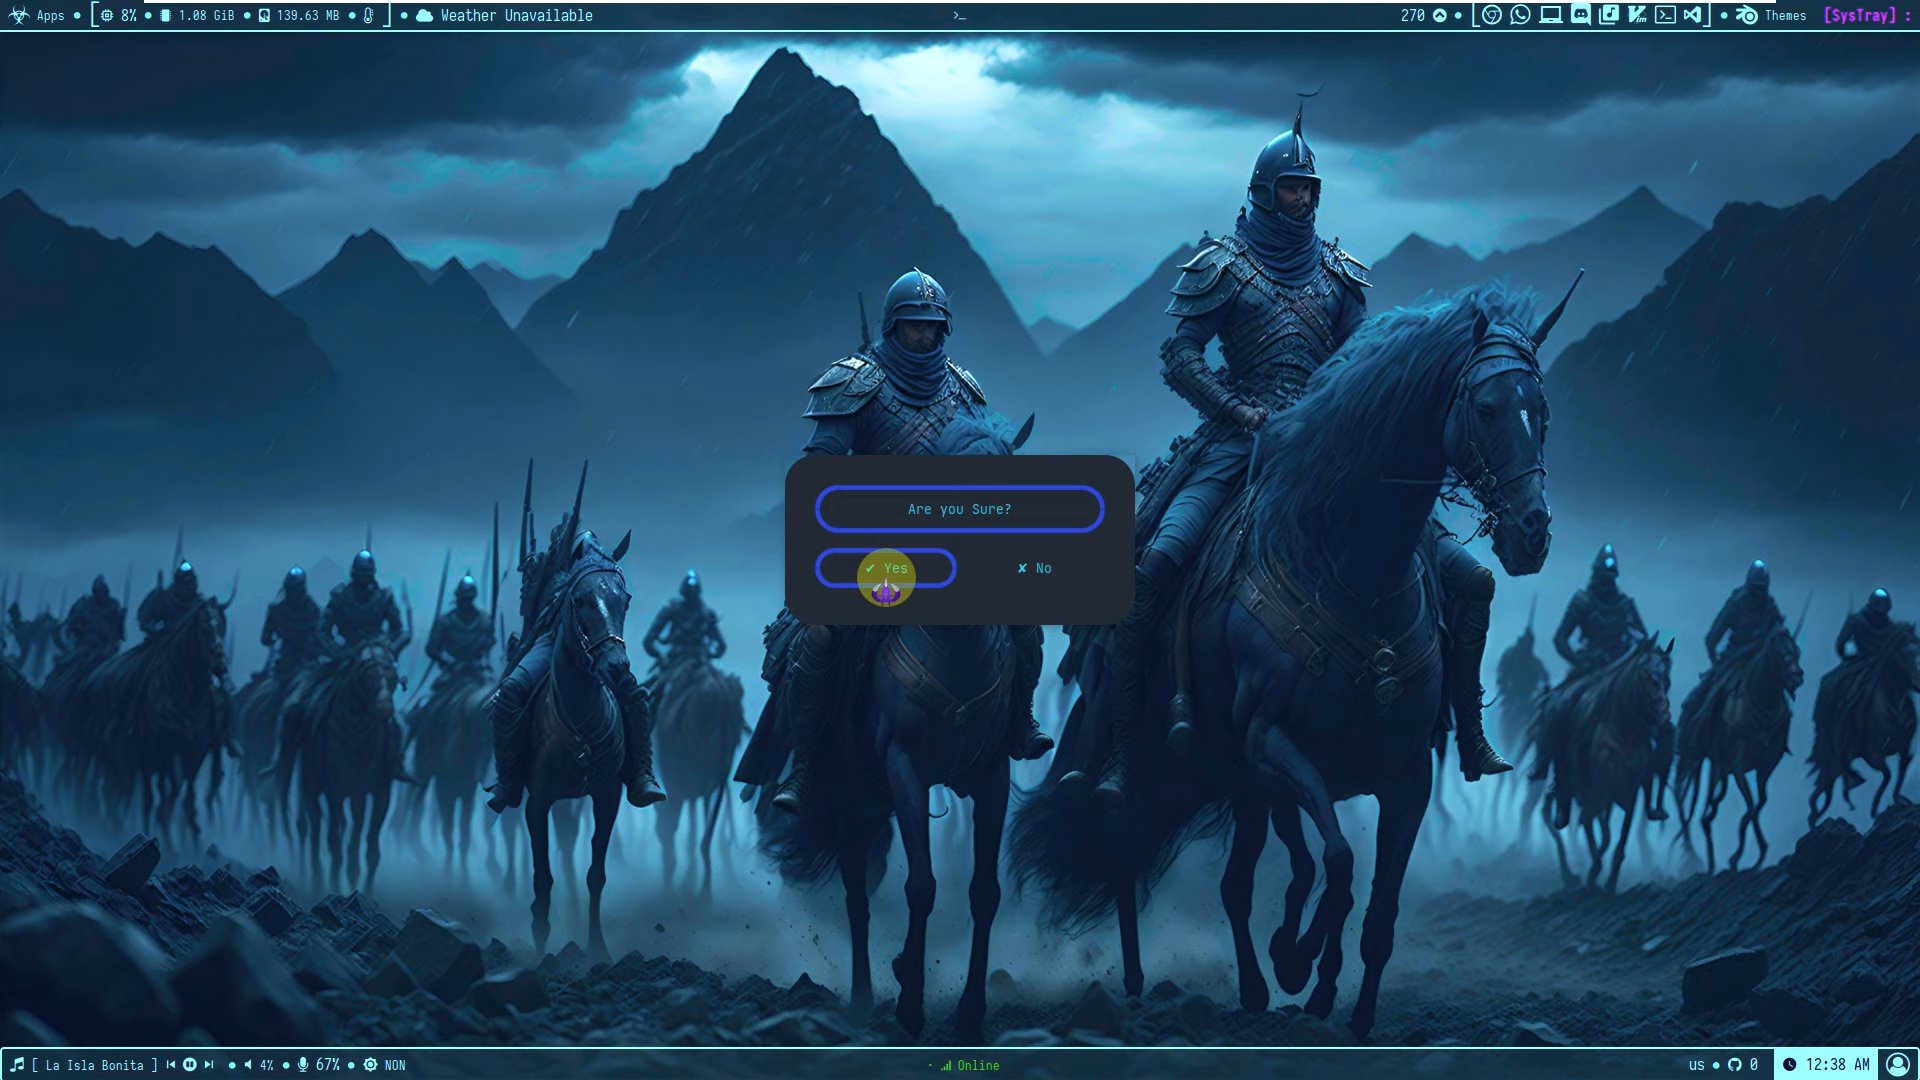 Apps 8% 1.08 GiB 139.63 MB Weather Unavailable >_ 270 Themes [SysTray] :
Are you Sure?
✔ Yes ✘ No
[ La Isla Bonita ] 4% 67% NON Online us 0 12:38 AM